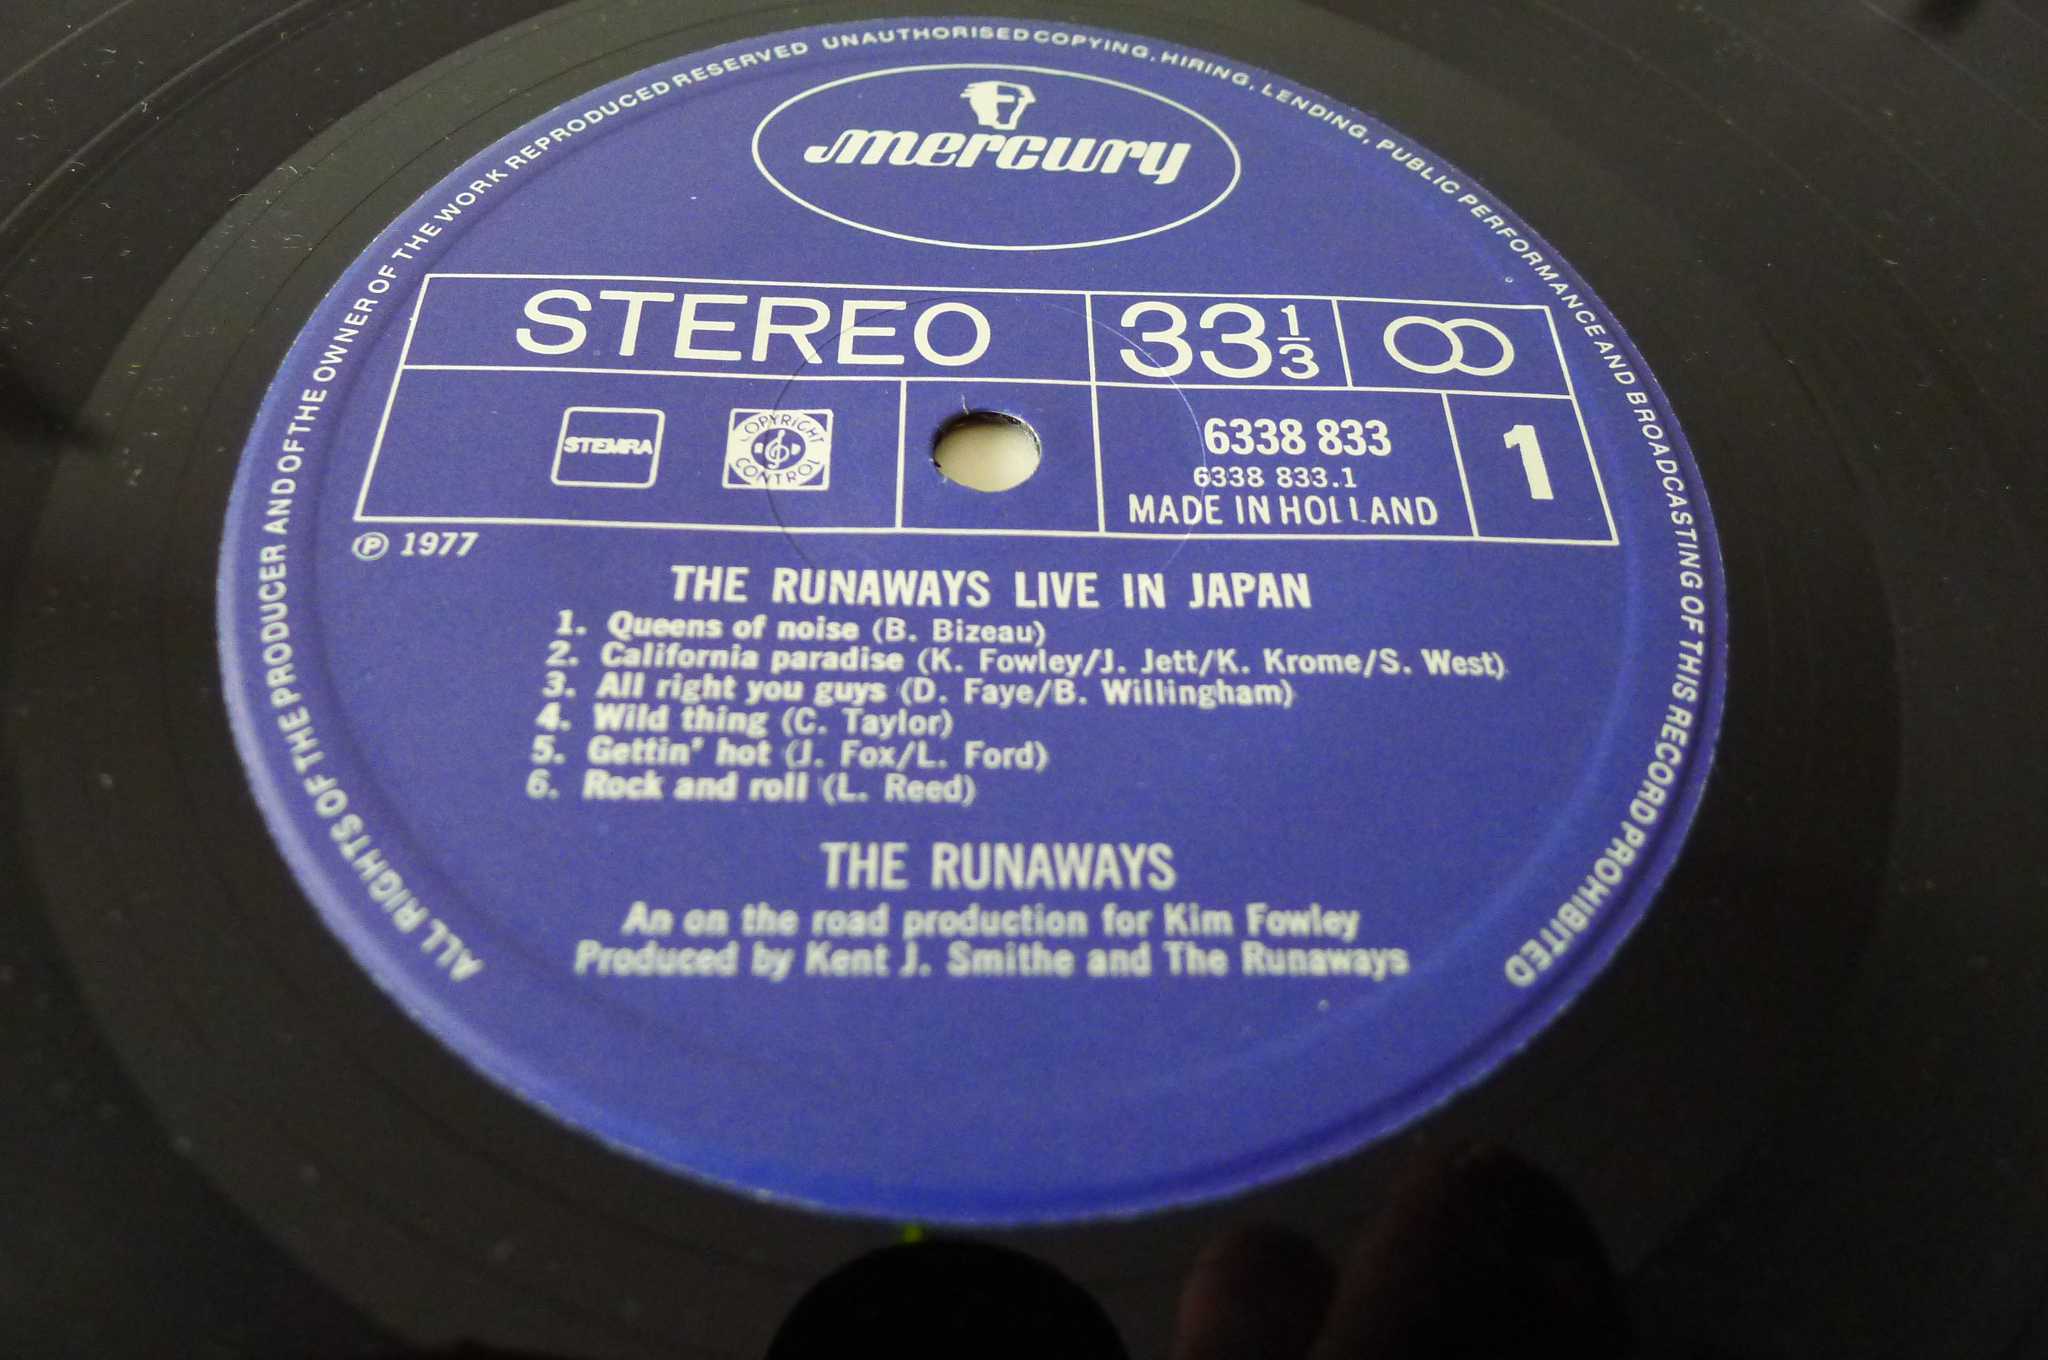 ALL RIGHTS OF THE PRODUCER AND OF THE OWNER OF THE WORK REPRODUCED RESERVED UNAUTHORISED COPYING, HIRING, LENDING, PUBLIC PERFORMANCE AND BROADCASTING OF THIS RECORD PROHIBITED
mercury
STEREO 33 1/3
STEMRA COPYRIGHT CONTROL
6338 833
6338 833.1
MADE IN HOLLAND
1
Ⓟ 1977
THE RUNAWAYS LIVE IN JAPAN
1. Queens of noise (B. Bizeau)
2. California paradise (K. Fowley/J. Jett/K. Krome/S. West)
3. All right you guys (D. Faye/B. Willingham)
4. Wild thing (C. Taylor)
5. Gettin' hot (J. Fox/L. Ford)
6. Rock and roll (L. Reed)
THE RUNAWAYS
An on the road production for Kim Fowley
Produced by Kent J. Smithe and The Runaways